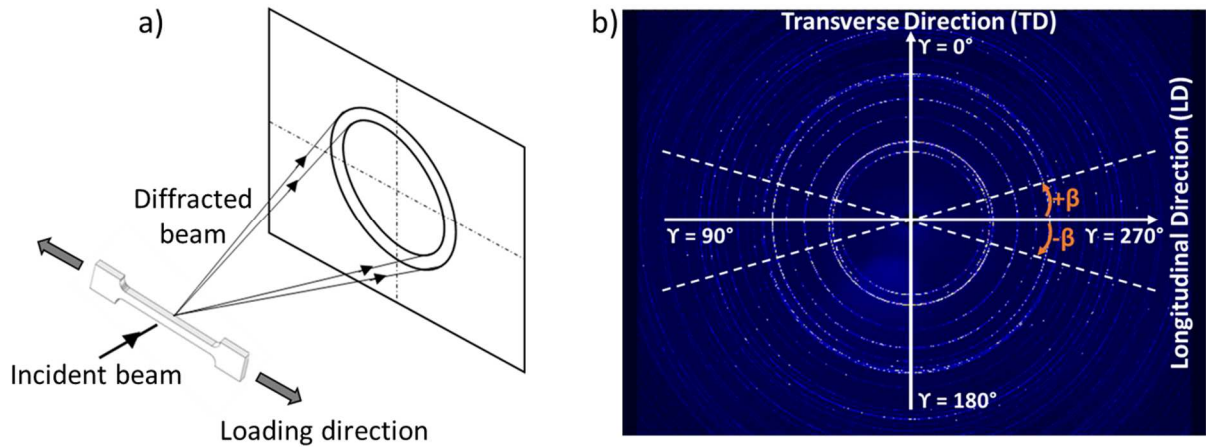 a)
Diffracted
beam
Incident beam
Loading direction
b)
Transverse Direction (TD)
ϒ = 0°
ϒ = 90°
ϒ = 270°
+β
-β
ϒ = 180°
Longitudinal Direction (LD)